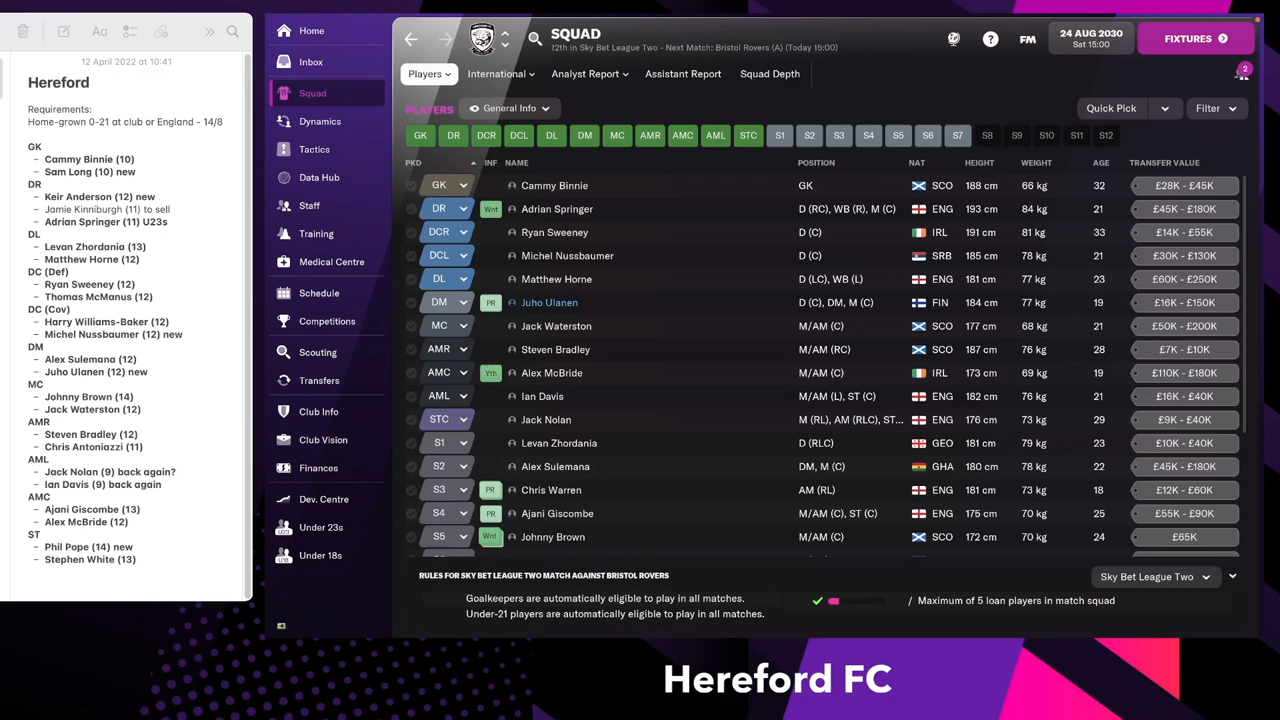 12 April 2022 at 10:41
Hereford
Requirements:
Home-grown 0-21 at club or England - 14/8
GK
– Cammy Binnie (10)
– Sam Long (10) new
DR
– Keir Anderson (12) new
– Jamie Kinniburgh (11) to sell
– Adrian Springer (11) U23s
DL
– Levan Zhordania (13)
– Matthew Horne (12)
DC (Def)
– Ryan Sweeney (12)
– Thomas McManus (12)
DC (Cov)
– Harry Williams-Baker (12)
– Michel Nussbaumer (12) new
DM
– Alex Sulemana (12)
– Juho Ulanen (12) new
MC
– Johnny Brown (14)
– Jack Waterston (12)
AMR
– Steven Bradley (12)
– Chris Antoniazzi (11)
AML
– Jack Nolan (9) back again?
– Ian Davis (9) back again
AMC
– Ajani Giscombe (13)
– Alex McBride (12)
ST
– Phil Pope (14) new
– Stephen White (13)
Home
Inbox
Squad
Dynamics
Tactics
Data Hub
Staff
Training
Medical Centre
Schedule
Competitions
Scouting
Transfers
Club Info
Club Vision
Finances
Dev. Centre
Under 23s
Under 18s
SQUAD
12th in Sky Bet League Two - Next Match: Bristol Rovers (A) (Today 15:00)
FM
24 AUG 2030
Sat 15:00
FIXTURES
Players International Analyst Report Assistant Report Squad Depth
2
PLAYERS General Info Quick Pick Filter
GK DR DCR DCL DL DM MC AMR AMC AML STC S1 S2 S3 S4 S5 S6 S7 S8 S9 S10 S11 S12
PKD INF NAME POSITION NAT HEIGHT WEIGHT AGE TRANSFER VALUE
GK Cammy Binnie GK SCO 188 cm 66 kg 32 £28K - £45K
DR Wnt Adrian Springer D (RC), WB (R), M (C) ENG 193 cm 84 kg 21 £45K - £180K
DCR Ryan Sweeney D (C) IRL 191 cm 81 kg 33 £14K - £55K
DCL Michel Nussbaumer D (C) SRB 185 cm 78 kg 21 £30K - £130K
DL Matthew Horne D (LC), WB (L) ENG 181 cm 77 kg 23 £60K - £250K
DM PR Juho Ulanen D (C), DM, M (C) FIN 184 cm 77 kg 19 £16K - £150K
MC Jack Waterston M/AM (C) SCO 177 cm 68 kg 21 £50K - £200K
AMR Steven Bradley M/AM (RC) SCO 187 cm 76 kg 28 £7K - £10K
AMC Yth Alex McBride M/AM (C) IRL 173 cm 69 kg 19 £110K - £180K
AML Ian Davis M/AM (L), ST (C) ENG 182 cm 76 kg 21 £16K - £40K
STC Jack Nolan M (RL), AM (RLC), ST... ENG 176 cm 73 kg 29 £9K - £40K
S1 Levan Zhordania D (RLC) GEO 181 cm 79 kg 23 £10K - £40K
S2 Alex Sulemana DM, M (C) GHA 180 cm 78 kg 22 £45K - £180K
S3 PR Chris Warren AM (RL) ENG 181 cm 73 kg 18 £12K - £60K
S4 PR Ajani Giscombe M/AM (C), ST (C) ENG 175 cm 70 kg 25 £55K - £90K
S5 Wnt Johnny Brown M/AM (C) SCO 172 cm 70 kg 24 £65K
RULES FOR SKY BET LEAGUE TWO MATCH AGAINST BRISTOL ROVERS
Sky Bet League Two
Goalkeepers are automatically eligible to play in all matches.
Under-21 players are automatically eligible to play in all matches.
/ Maximum of 5 loan players in match squad
Hereford FC